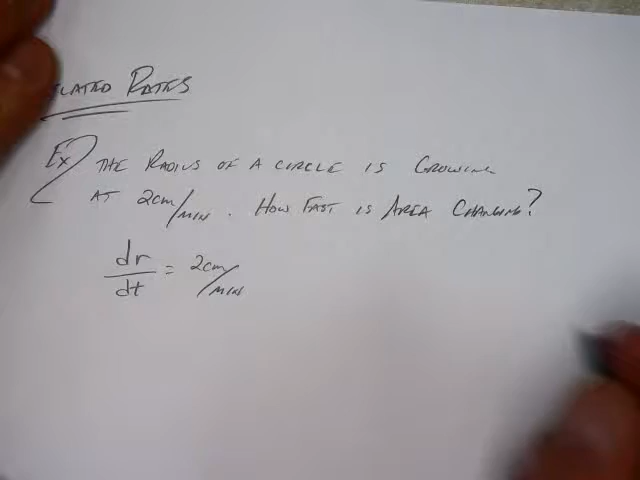 LATED RATES
Ex) THE RADIUS OF A CIRCLE IS GROWING
AT 2cm/MIN. HOW FAST IS AREA CHANGING?
dr/dt = 2cm/MIN